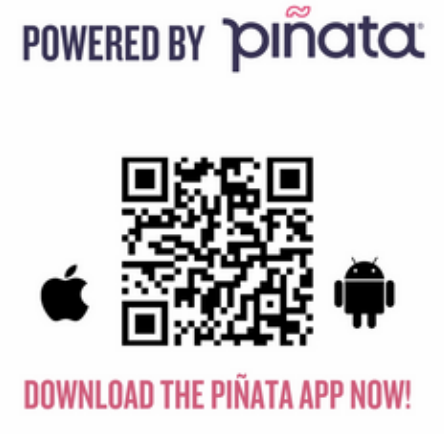 POWERED BY piñata
DOWNLOAD THE PIÑATA APP NOW!